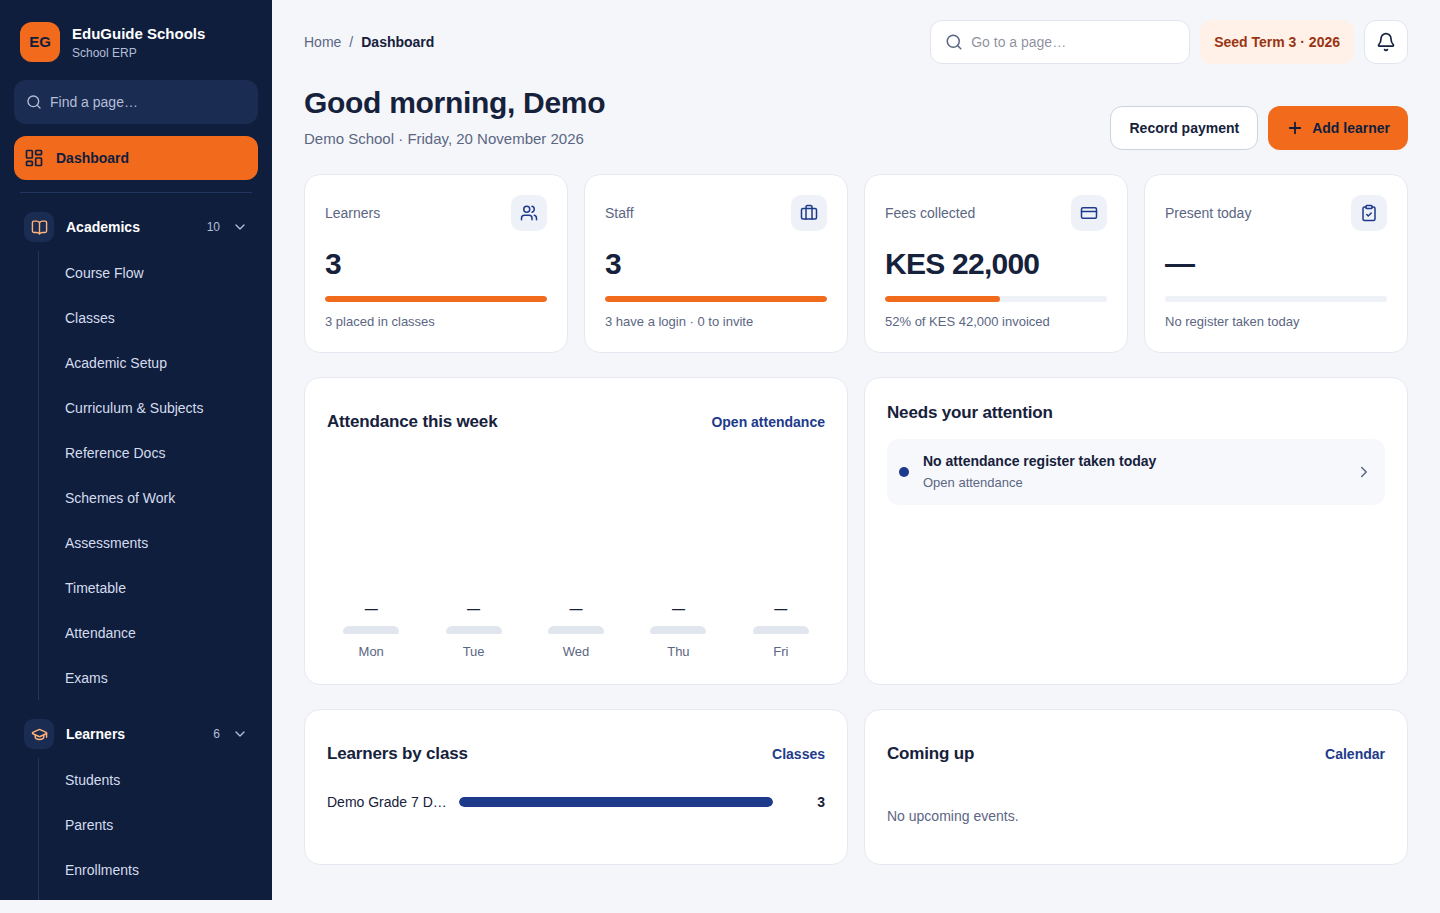 EG
EduGuide Schools
School ERP
Find a page…
Dashboard
Academics 10
Course Flow
Classes
Academic Setup
Curriculum & Subjects
Reference Docs
Schemes of Work
Assessments
Timetable
Attendance
Exams
Learners 6
Students
Parents
Enrollments
Home / Dashboard
Go to a page…
Seed Term 3 · 2026
Good morning, Demo
Demo School · Friday, 20 November 2026
Record payment
Add learner
Learners
3
3 placed in classes
Staff
3
3 have a login · 0 to invite
Fees collected
KES 22,000
52% of KES 42,000 invoiced
Present today
—
No register taken today
Attendance this week
Open attendance
— — — — —
Mon Tue Wed Thu Fri
Needs your attention
No attendance register taken today
Open attendance
Learners by class
Classes
Demo Grade 7 D… 3
Coming up
Calendar
No upcoming events.